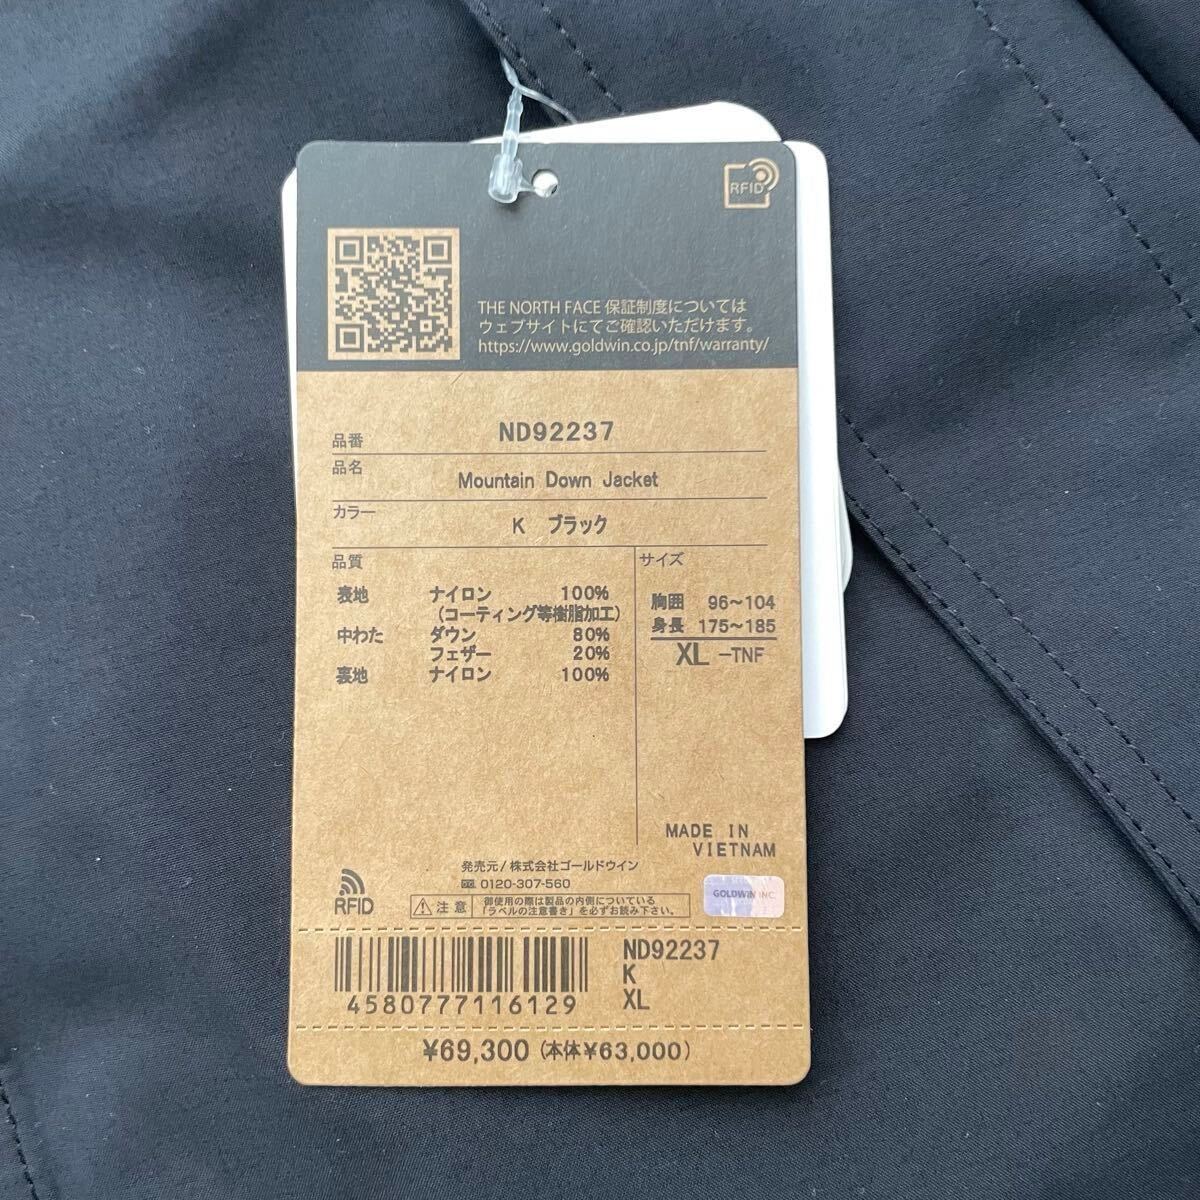 RFID
THE NORTH FACE 保証制度については
ウェブサイトにてご確認いただけます。
https://www.goldwin.co.jp/tnf/warranty/
品番 ND92237
品名 Mountain Down Jacket
カラー K ブラック
品質
表地 ナイロン 100%
(コーティング等樹脂加工)
中わた ダウン 80%
フェザー 20%
裏地 ナイロン 100%
サイズ
胸囲 96~104
身長 175~185
XL -TNF
MADE IN
VIETNAM
発売元/株式会社ゴールドウイン
0120-307-560
RFID
注意
御使用の際は製品の内側についている
「ラベルの注意書き」を必ずお読み下さい。
GOLDWIN INC.
4580777116129
ND92237
K
XL
¥69,300 (本体¥63,000)